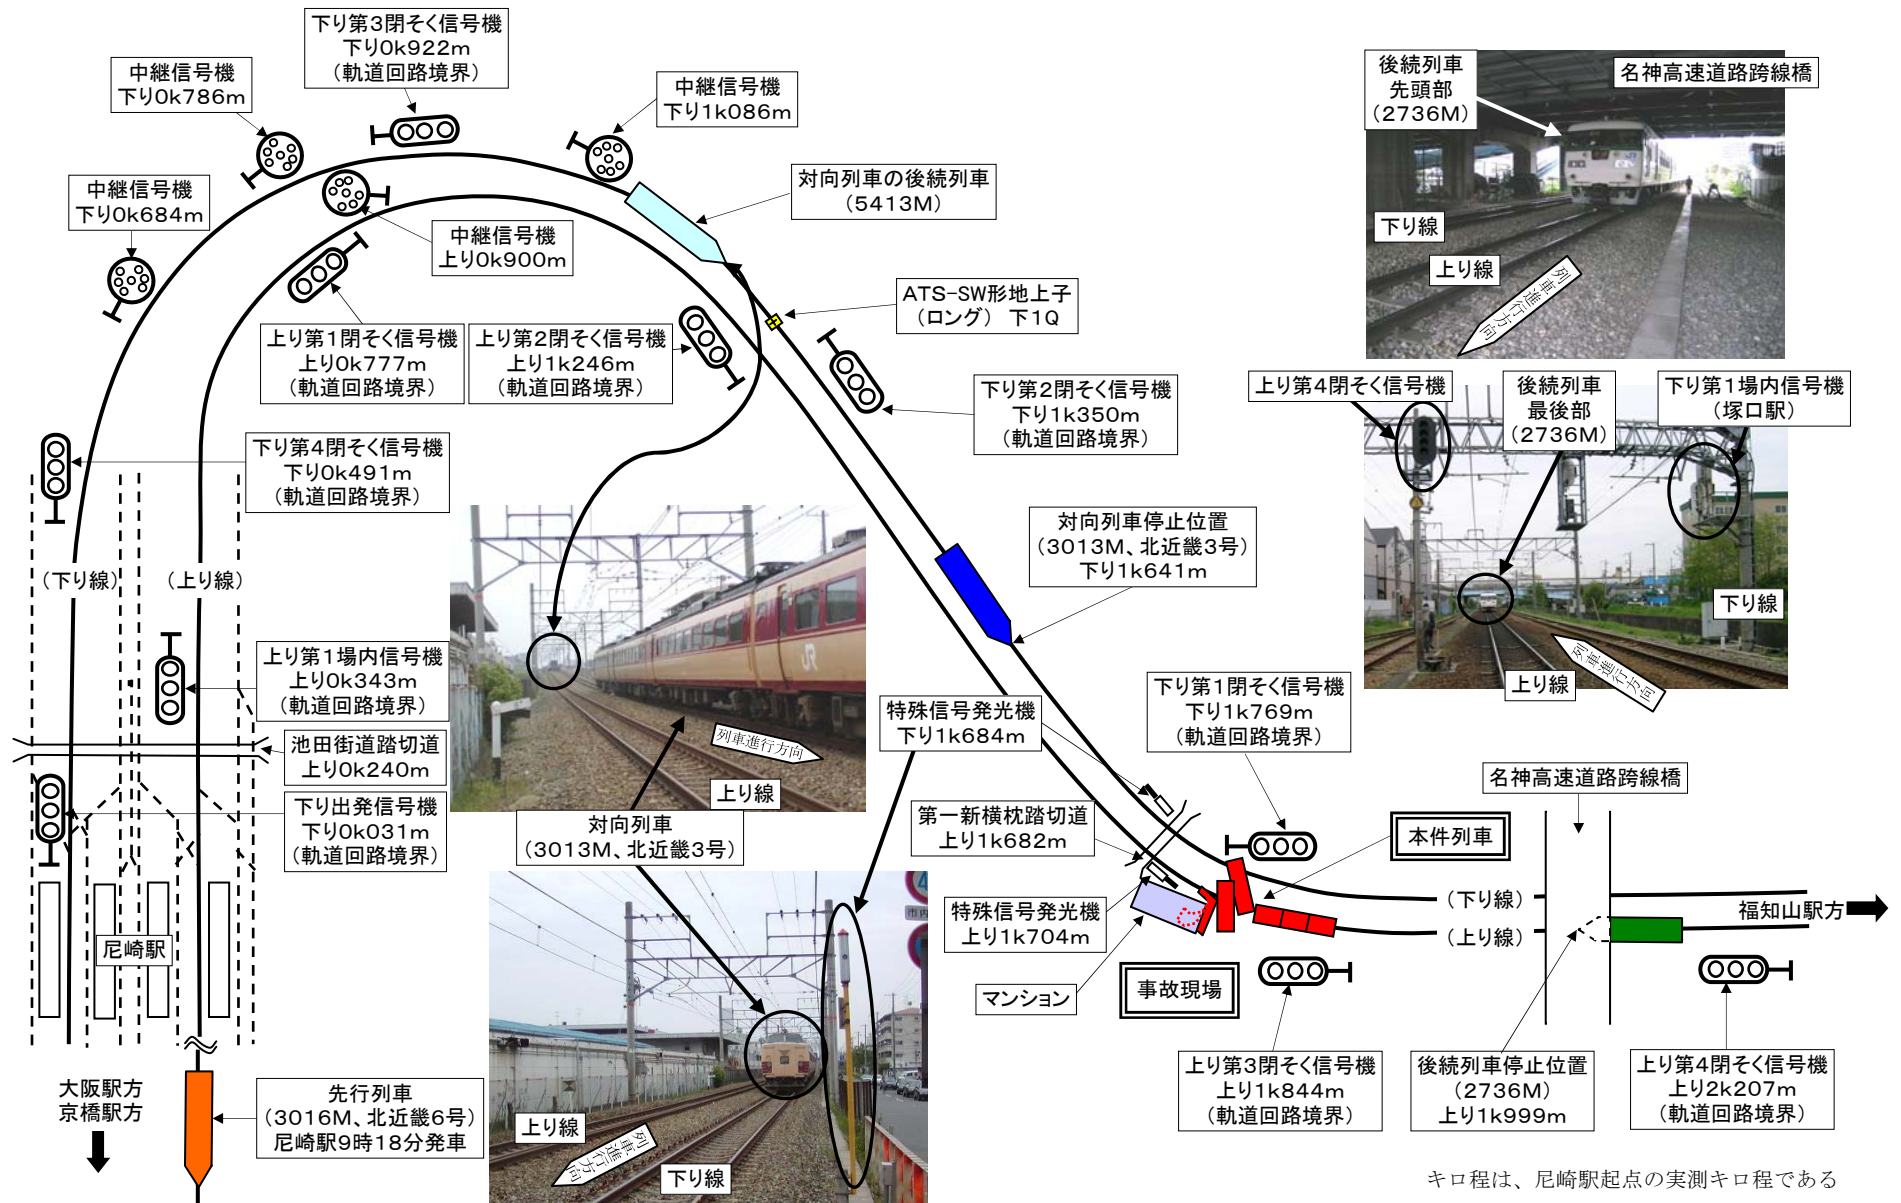 下り第3閉そく信号機
下り0k922m
(軌道回路境界)
中継信号機
下り0k786m
中継信号機
下り1k086m
中継信号機
下り0k684m
対向列車の後続列車
(5413M)
中継信号機
上り0k900m
ATS-SW形地上子
(ロング) 下1Q
上り第1閉そく信号機
上り0k777m
(軌道回路境界)
上り第2閉そく信号機
上り1k246m
(軌道回路境界)
下り第2閉そく信号機
下り1k350m
(軌道回路境界)
下り第4閉そく信号機
下り0k491m
(軌道回路境界)
後続列車
先頭部
(2736M)
名神高速道路跨線橋
下り線
上り線
列車進行方向
上り第4閉そく信号機
後続列車
最後部
(2736M)
下り第1場内信号機
(塚口駅)
下り線
上り線
列車進行方向
対向列車停止位置
(3013M、北近畿3号)
下り1k641m
(下り線)
(上り線)
上り第1場内信号機
上り0k343m
(軌道回路境界)
池田街道踏切道
上り0k240m
下り出発信号機
下り0k031m
(軌道回路境界)
JR
列車進行方向
上り線
対向列車
(3013M、北近畿3号)
特殊信号発光機
下り1k684m
下り第1閉そく信号機
下り1k769m
(軌道回路境界)
名神高速道路跨線橋
第一新横枕踏切道
上り1k682m
本件列車
特殊信号発光機
上り1k704m
(下り線)
(上り線)
福知山駅方
尼崎駅
マンション
事故現場
上り第3閉そく信号機
上り1k844m
(軌道回路境界)
後続列車停止位置
(2736M)
上り1k999m
上り第4閉そく信号機
上り2k207m
(軌道回路境界)
大阪駅方
京橋駅方
先行列車
(3016M、北近畿6号)
尼崎駅9時18分発車
上り線
列車進行方向
下り線
キロ程は、尼崎駅起点の実測キロ程である